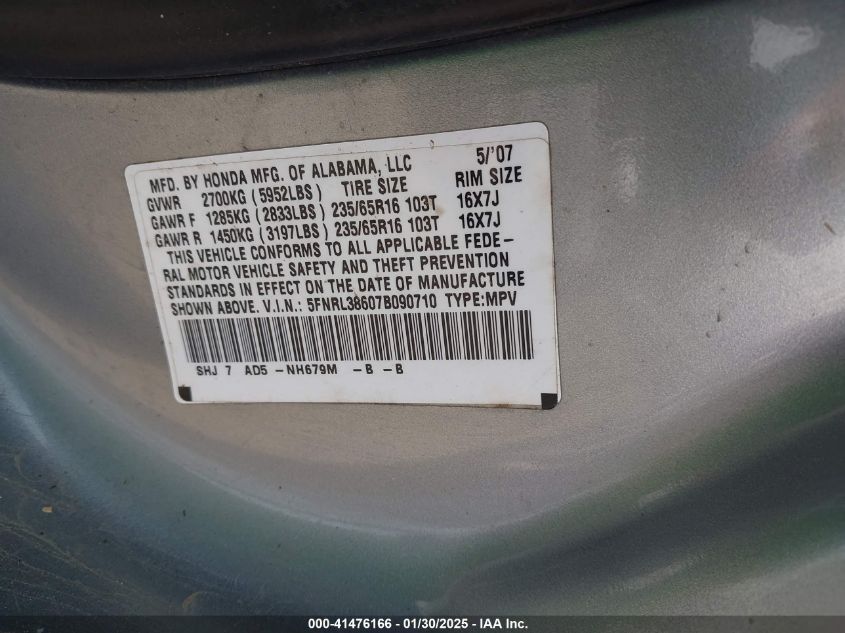 MFD. BY HONDA MFG. OF ALABAMA, LLC 5/'07
GVWR 2700KG (5952LBS) TIRE SIZE RIM SIZE
GAWR F 1285KG (2833LBS) 235/65R16 103T 16X7J
GAWR R 1450KG (3197LBS) 235/65R16 103T 16X7J
THIS VEHICLE CONFORMS TO ALL APPLICABLE FEDE-
RAL MOTOR VEHICLE SAFETY AND THEFT PREVENTION
STANDARDS IN EFFECT ON THE DATE OF MANUFACTURE
SHOWN ABOVE. V.I.N.: 5FNRL38607B090710 TYPE:MPV
SHJ 7 AD5 -NH679M -B -B
000-41476166 - 01/30/2025 - IAA Inc.